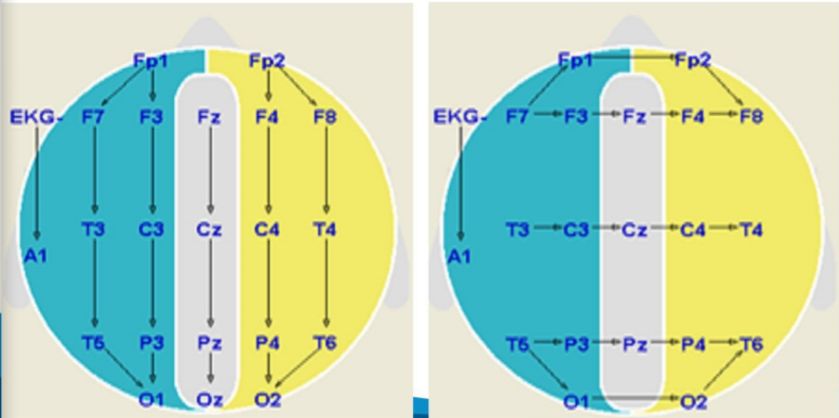 Fp1 Fp2
EKG- F7 F3 Fz F4 F8
T3 C3 Cz C4 T4
A1
T5 P3 Pz P4 T6
O1 Oz O2
Fp1 Fp2
EKG- F7 F3 Fz F4 F8
T3 C3 Cz C4 T4
A1
T5 P3 Pz P4 T6
O1 O2